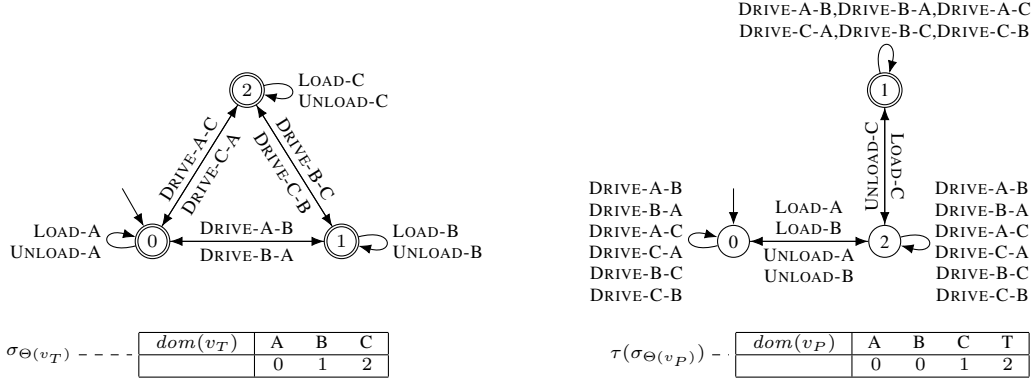 DRIVE-A-B,DRIVE-B-A,DRIVE-A-C
DRIVE-C-A,DRIVE-B-C,DRIVE-C-B
2
LOAD-C
UNLOAD-C
1
DRIVE-A-C
DRIVE-C-A
DRIVE-B-C
DRIVE-C-B
UNLOAD-C
LOAD-C
LOAD-A
UNLOAD-A
0
DRIVE-A-B
DRIVE-B-A
1
LOAD-B
UNLOAD-B
DRIVE-A-B
DRIVE-B-A
DRIVE-A-C
DRIVE-C-A
DRIVE-B-C
DRIVE-C-B
0
LOAD-A
LOAD-B
UNLOAD-A
UNLOAD-B
2
DRIVE-A-B
DRIVE-B-A
DRIVE-A-C
DRIVE-C-A
DRIVE-B-C
DRIVE-C-B
σΘ(vT)
dom(vT) A B C
0 1 2
τ(σΘ(vP))
dom(vP) A B C T
0 0 1 2